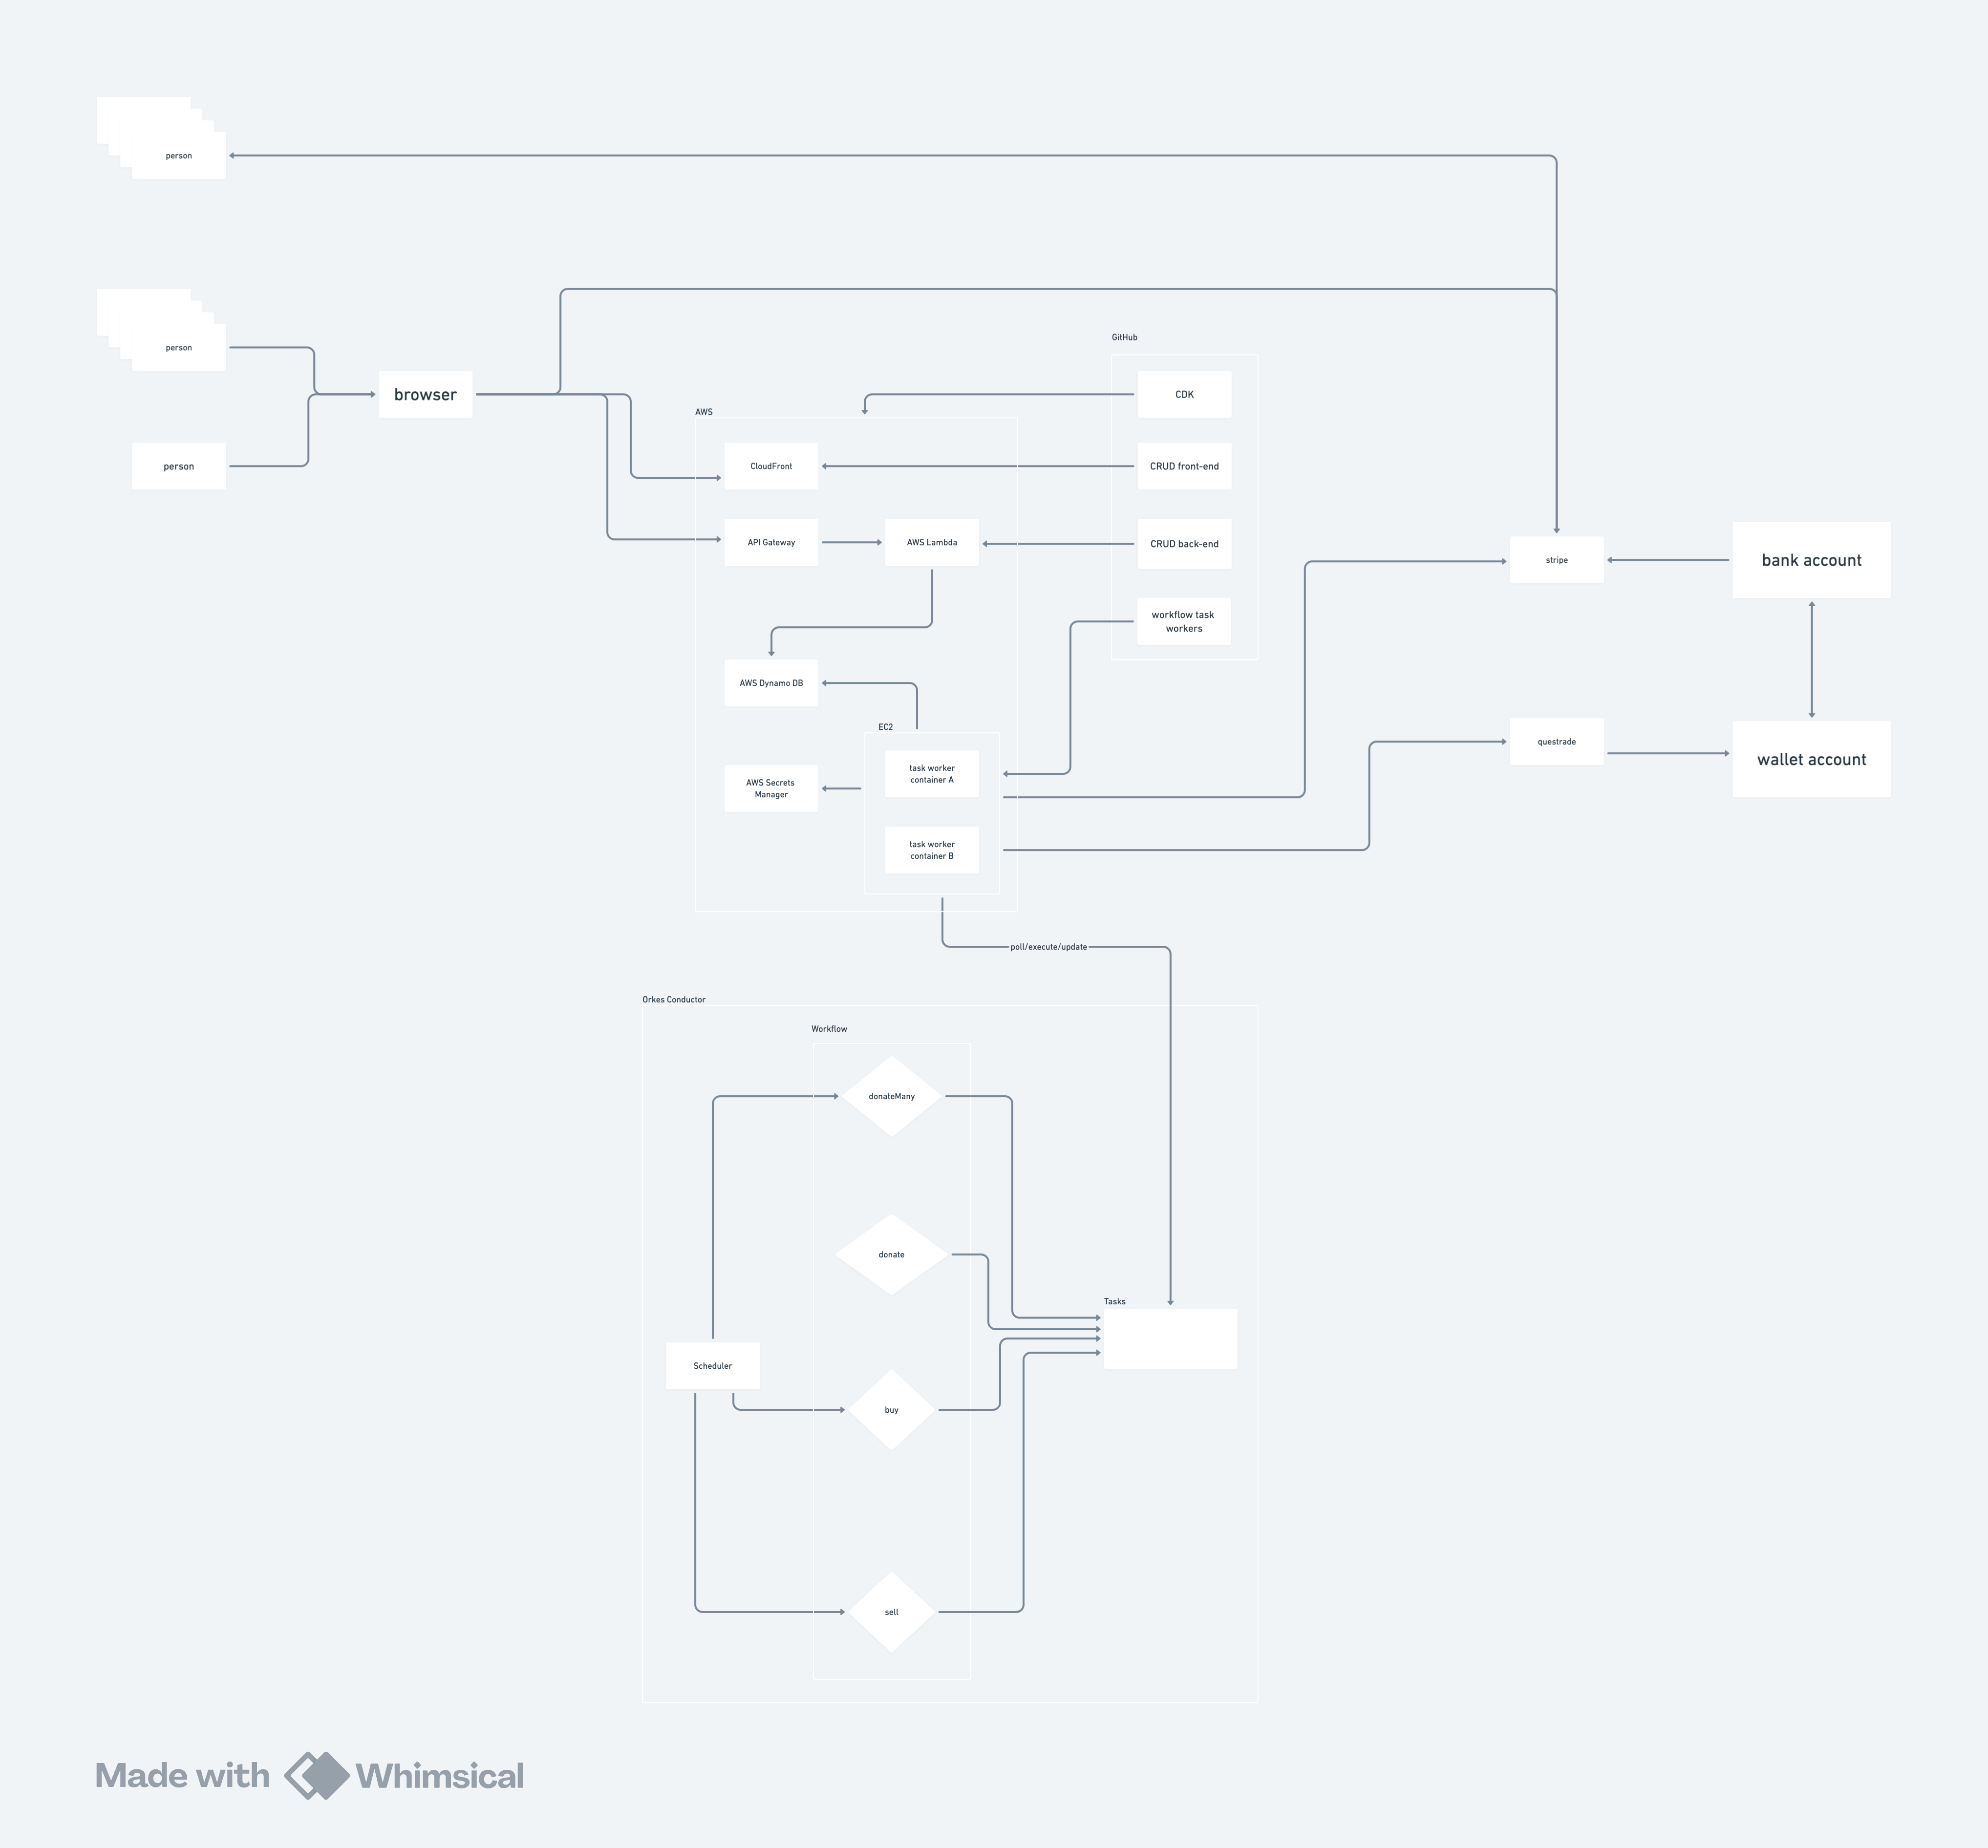 person
person
browser
person
GitHub
CDK
AWS
CloudFront
CRUD front-end
API Gateway
AWS Lambda
CRUD back-end
stripe
bank account
workflow task
workers
AWS Dynamo DB
EC2
task worker
container A
AWS Secrets
Manager
questrade
wallet account
task worker
container B
poll/execute/update
Orkes Conductor
Workflow
donateMany
donate
Tasks
Scheduler
buy
sell
Made with Whimsical